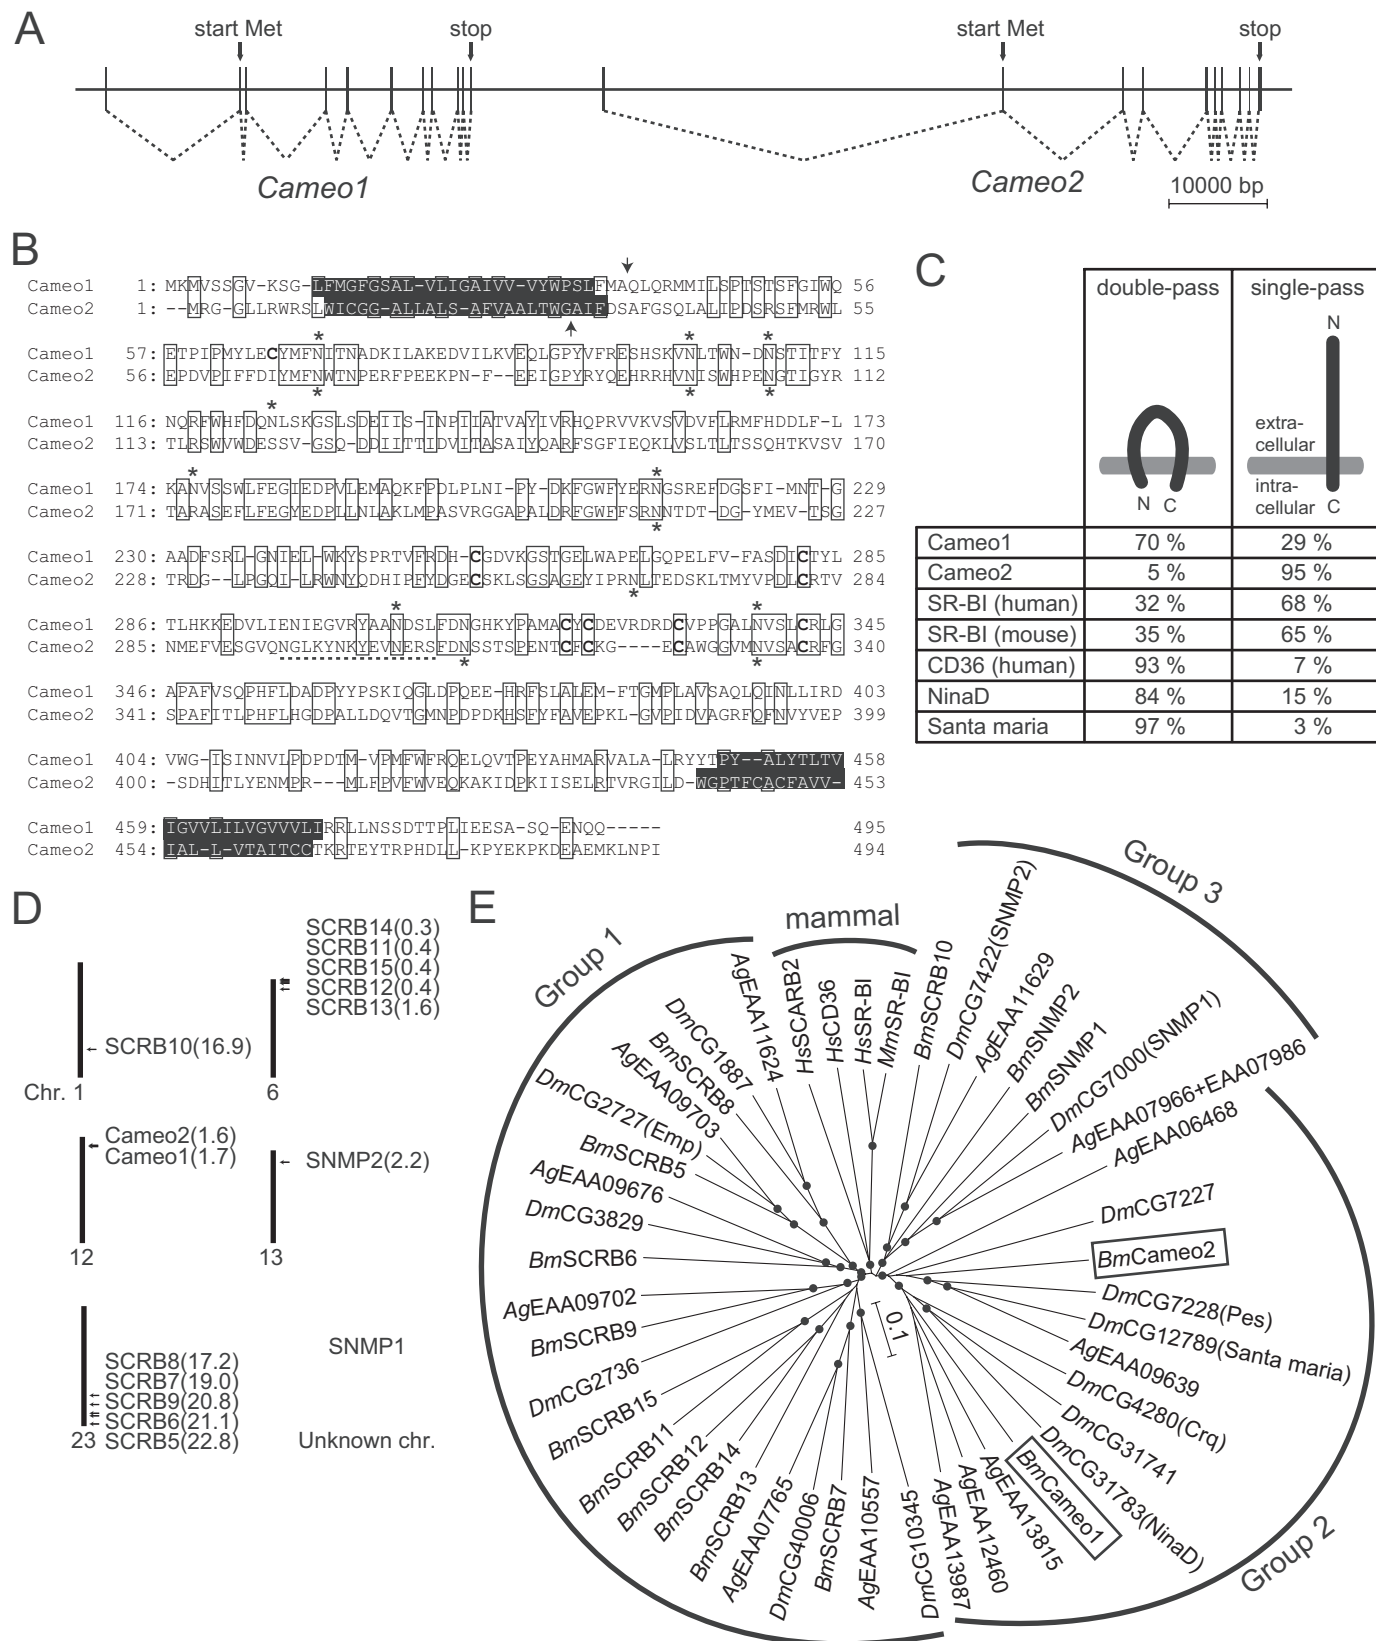 A
start Met
stop
start Met
stop
Cameo1
Cameo2
10000 bp
B
Cameo1 1: MKMVSSGV-KSG-LFMGFGSAL-VLIGAIVV-VYWPSLFMAQLQRMMILSPTSTSFGIWQ 56
Cameo2 1: --MRG-GLLRWRSLWICGG-ALLALS-AFVAALTWGAIFDSAFGSQLALIPDSRSFMRWL 55
* * *
Cameo1 57: ETPIPMYLECYMFNITNADKILAKEDVILKVEQLGPYVFRESHSKVNLTWN-DNSTITFY 115
Cameo2 56: EPDVPIFFDIYMFNWTNPERFPEEKPN-F--EEIGPYRYQEHRRHVNISWHPENGTIGYR 112
* * * *
Cameo1 116: NQRFWHFDQNLSKGSLSDEIIS-INPIIATVAYIVRHQPRVVKVSVDVFLRMFHDDLF-L 173
Cameo2 113: TLRSWVWDESSSV-GSQ-DDIITTIDVITASAIYQARFSGFIEQKLVSLTLTSSQHTKVSV 170
* *
Cameo1 174: KANVSSWLFEGIEDPVLEMAQKFPDLPLNI-PY-DKFGWFYERNGSREFDGSFI-MNT-G 229
Cameo2 171: TARASEFLFEGYEDPLLNLAKLMPASVRGGAPALDRFGWFFSRNNTDT-DG-YMEV-TSG 227
*
Cameo1 230: AADFSRL-GNIEL-WKYSPRTVFRDH-CGDVKGSTGELWAPELGQPELFV-FASDICTYL 285
Cameo2 228: TRDG--LPGQIL-LRWNYQDHIPFYDGECSKLSGSAGEYIPRNLTEDSKLTMYVPDLCRTV 284
* * *
Cameo1 286: TLHKKEDVLIENIEGVRYAANDSLFDNGHKYPAMACYCDEVRDRDCVPPGALNVSLCRLG 345
Cameo2 285: NMEFVESGVQNGLKYNKYEVNERSFDNSSTSPENTCFCKG----ECAWGGVMNVSACRFG 340
* *
Cameo1 346: APAFVSQPHFLDADPYYPSKIQGLDPQEE-HRFSLALEM-FTGMPLAVSAQLQINLLIRD 403
Cameo2 341: SPAFITLPHFLHGDPALLDQVTGMNPDPDKHSFYFAVEPKL-GVPIDVAGRFQFNVYVEP 399
Cameo1 404: VWG-ISINNVLPDPDTM-VPMFWFRQELQVTPEYAHMARVALA-LRYYTPY--ALYTLTV 458
Cameo2 400: -SDHITLYENMPR---MLFPVFWVEQKAKIDPKIISELRTVRGILD-WGPTFCACFAVV- 453
Cameo1 459: IGVVLILVGVVVLIRRLLNSSDTTPLIEESA-SQ-ENQQ----- 495
Cameo2 454: IAL-L-VTAITCCTKRTEYTRPHDLL-KPYEKPKDEAEMKLNPI 494
C
double-pass single-pass
N
extra-
cellular
intra-
cellular
N C
C
Cameo1 70 % 29 %
Cameo2 5 % 95 %
SR-BI (human) 32 % 68 %
SR-BI (mouse) 35 % 65 %
CD36 (human) 93 % 7 %
NinaD 84 % 15 %
Santa maria 97 % 3 %
D
SCRB10(16.9)
Chr. 1
SCRB14(0.3)
SCRB11(0.4)
SCRB15(0.4)
SCRB12(0.4)
SCRB13(1.6)
6
Cameo2(1.6)
Cameo1(1.7)
12
SNMP2(2.2)
13
SCRB8(17.2)
SCRB7(19.0)
SCRB9(20.8)
SCRB6(21.1)
SCRB5(22.8)
23
SNMP1
Unknown chr.
E
Group 1
mammal
Group 3
Group 2
0.1
AgEAA11624
HsSCARB2
HsCD36
HsSR-BI
MmSR-BI
BmSCRB10
DmCG7422(SNMP2)
AgEAA11629
BmSNMP2
BmSNMP1
DmCG7000(SNMP1)
AgEAA07966+EAA07986
AgEAA06468
DmCG7227
BmCameo2
DmCG7228(Pes)
DmCG12789(Santa maria)
AgEAA09639
DmCG4280(Crq)
DmCG31741
DmCG31783(NinaD)
BmCameo1
AgEAA13815
AgEAA12460
AgEAA13987
DmCG10345
AgEAA10557
BmSCRB7
DmCG40006
AgEAA07765
BmSCRB13
BmSCRB14
BmSCRB12
BmSCRB11
BmSCRB15
DmCG2736
BmSCRB9
AgEAA09702
BmSCRB6
DmCG3829
AgEAA09676
BmSCRB5
DmCG2727(Emp)
AgEAA09703
BmSCRB8
DmCG1887